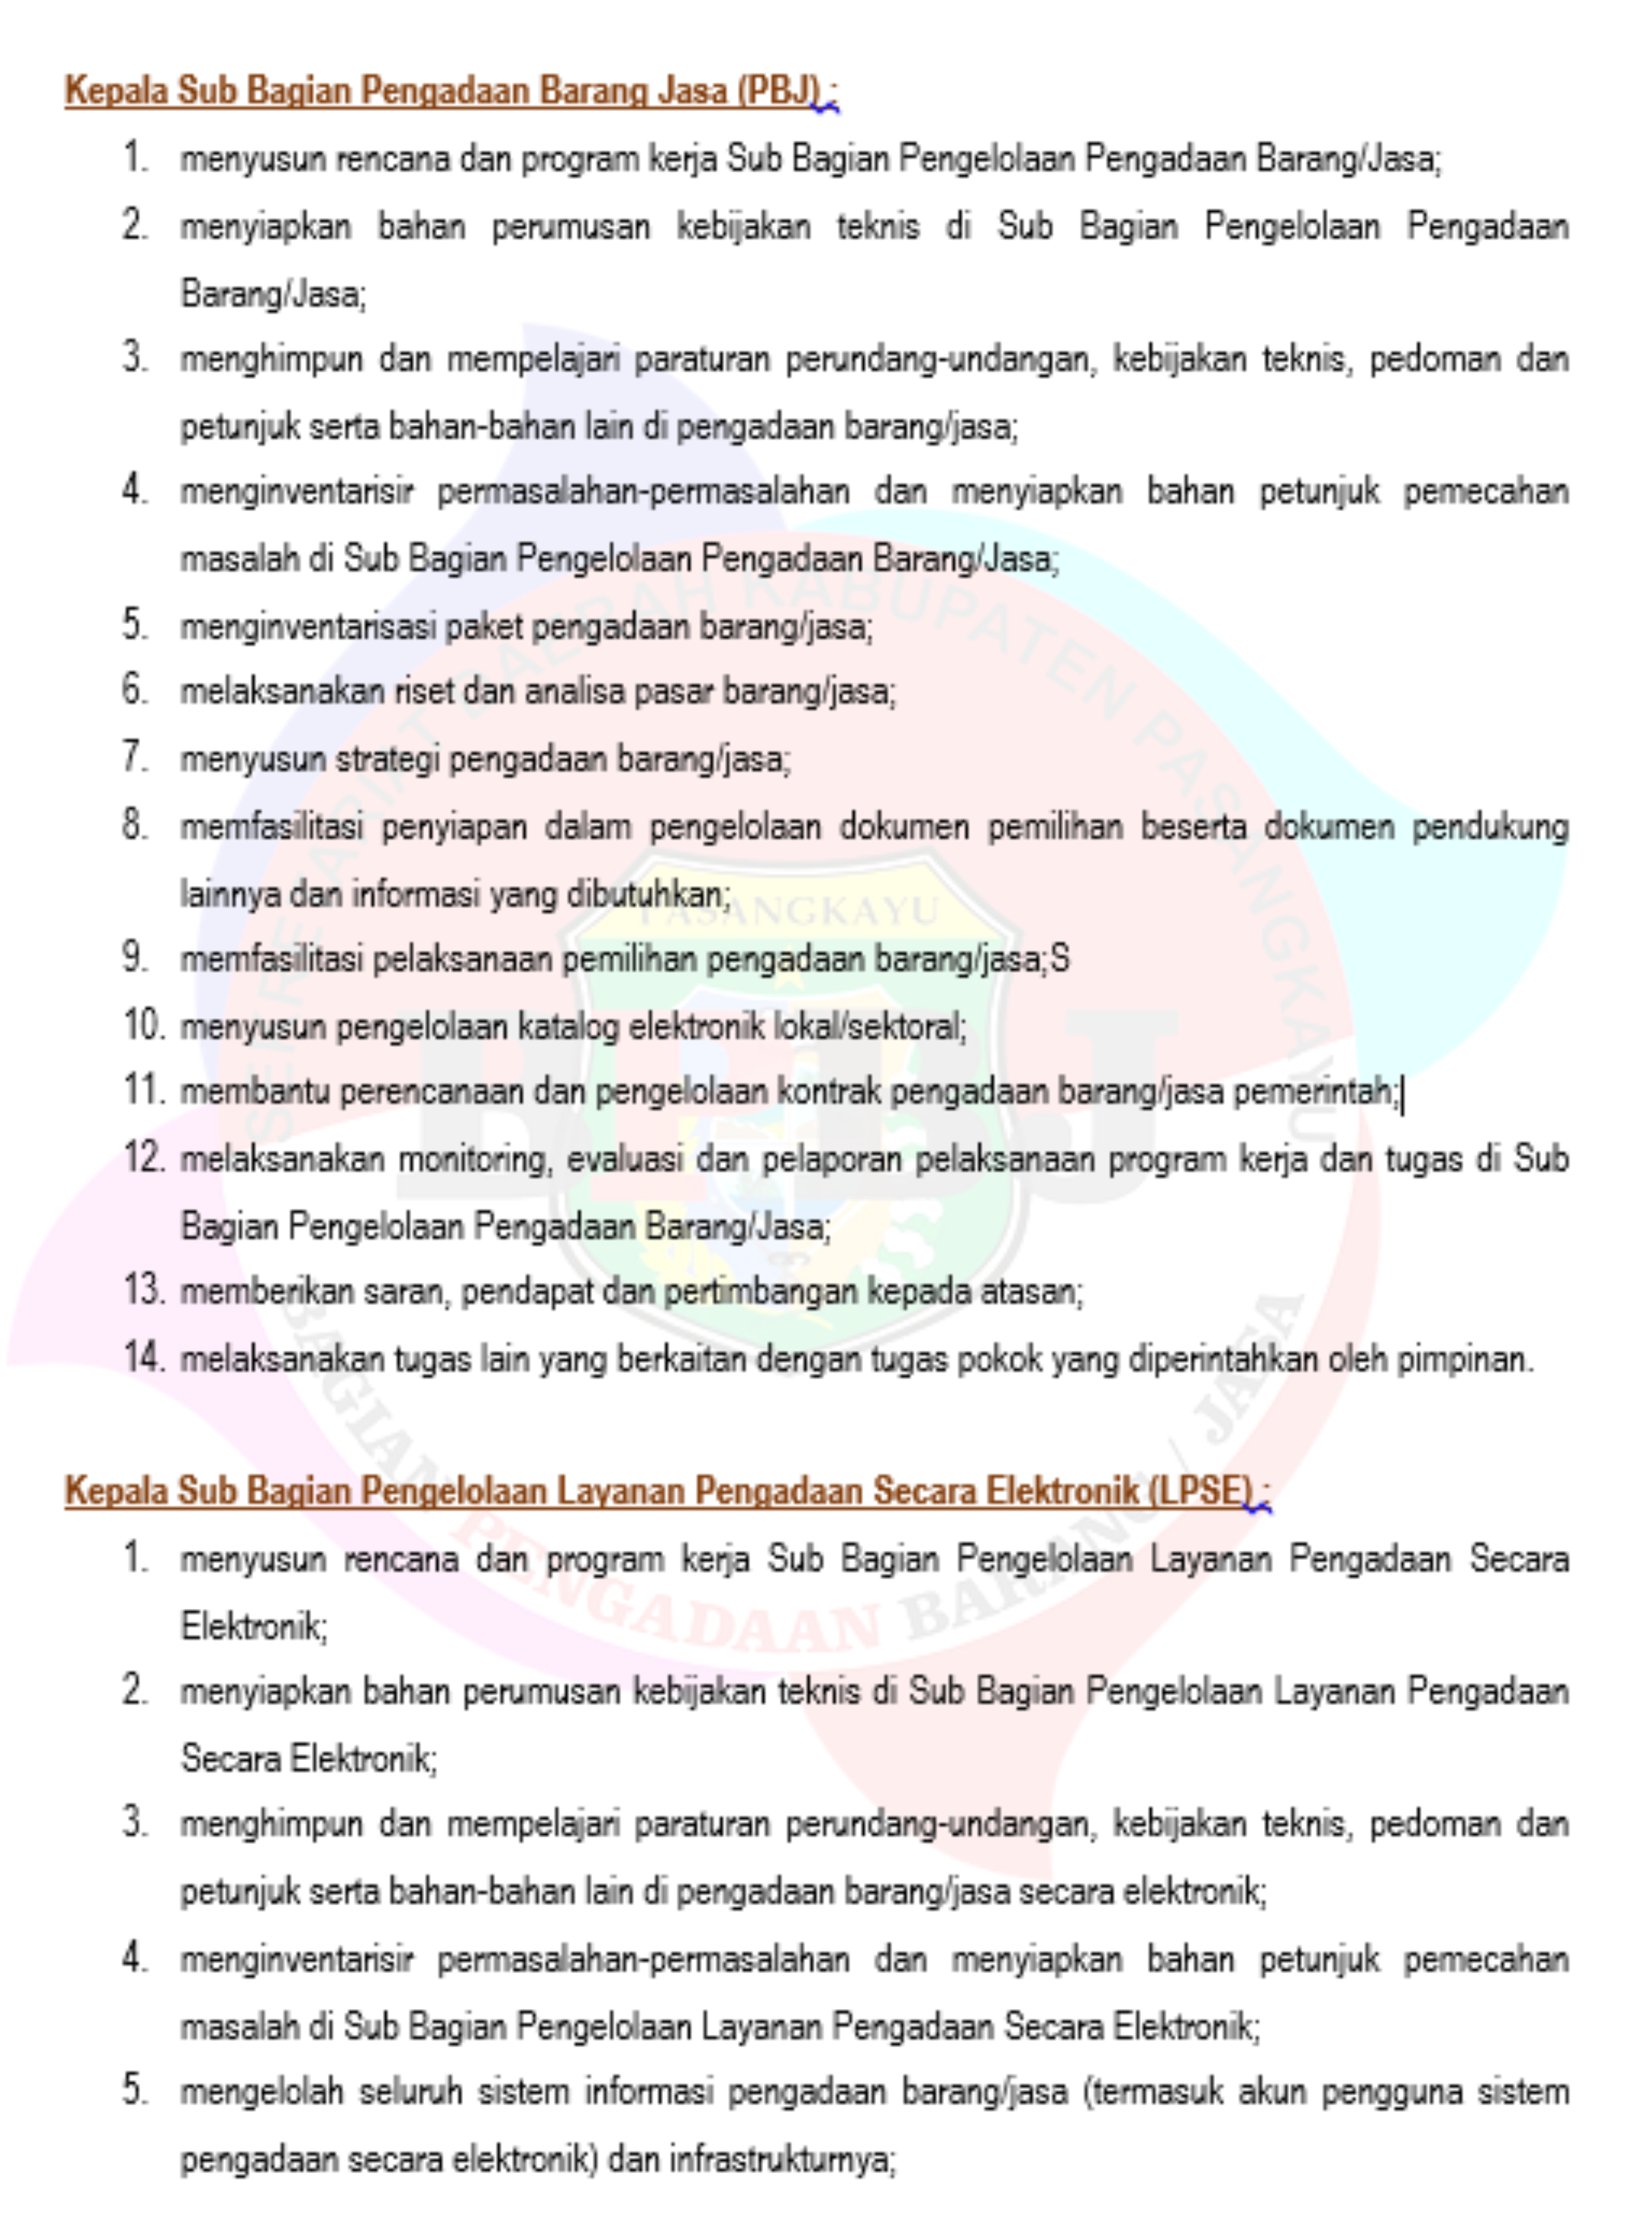 Kepala Sub Bagian Pengadaan Barang Jasa (PBJ) :
1. menyusun rencana dan program kerja Sub Bagian Pengelolaan Pengadaan Barang/Jasa;
2. menyiapkan bahan perumusan kebijakan teknis di Sub Bagian Pengelolaan Pengadaan
Barang/Jasa;
3. menghimpun dan mempelajari paraturan perundang-undangan, kebijakan teknis, pedoman dan
petunjuk serta bahan-bahan lain di pengadaan barang/jasa;
4. menginventarisir permasalahan-permasalahan dan menyiapkan bahan petunjuk pemecahan
masalah di Sub Bagian Pengelolaan Pengadaan Barang/Jasa;
5. menginventarisasi paket pengadaan barang/jasa;
6. melaksanakan riset dan analisa pasar barang/jasa;
7. menyusun strategi pengadaan barang/jasa;
8. memfasilitasi penyiapan dalam pengelolaan dokumen pemilihan beserta dokumen pendukung
lainnya dan informasi yang dibutuhkan;
9. memfasilitasi pelaksanaan pemilihan pengadaan barang/jasa;S
10. menyusun pengelolaan katalog elektronik lokal/sektoral;
11. membantu perencanaan dan pengelolaan kontrak pengadaan barang/jasa pemerintah;
12. melaksanakan monitoring, evaluasi dan pelaporan pelaksanaan program kerja dan tugas di Sub
Bagian Pengelolaan Pengadaan Barang/Jasa;
13. memberikan saran, pendapat dan pertimbangan kepada atasan;
14. melaksanakan tugas lain yang berkaitan dengan tugas pokok yang diperintahkan oleh pimpinan.
Kepala Sub Bagian Pengelolaan Layanan Pengadaan Secara Elektronik (LPSE) :
1. menyusun rencana dan program kerja Sub Bagian Pengelolaan Layanan Pengadaan Secara
Elektronik;
2. menyiapkan bahan perumusan kebijakan teknis di Sub Bagian Pengelolaan Layanan Pengadaan
Secara Elektronik;
3. menghimpun dan mempelajari paraturan perundang-undangan, kebijakan teknis, pedoman dan
petunjuk serta bahan-bahan lain di pengadaan barang/jasa secara elektronik;
4. menginventarisir permasalahan-permasalahan dan menyiapkan bahan petunjuk pemecahan
masalah di Sub Bagian Pengelolaan Layanan Pengadaan Secara Elektronik;
5. mengelolah seluruh sistem informasi pengadaan barang/jasa (termasuk akun pengguna sistem
pengadaan secara elektronik) dan infrastrukturnya;
SEKRETARIAT DAERAH KABUPATEN PASANGKAYU
PASANGKAYU
BPBJ
BAGIAN PENGADAAN BARANG / JASA